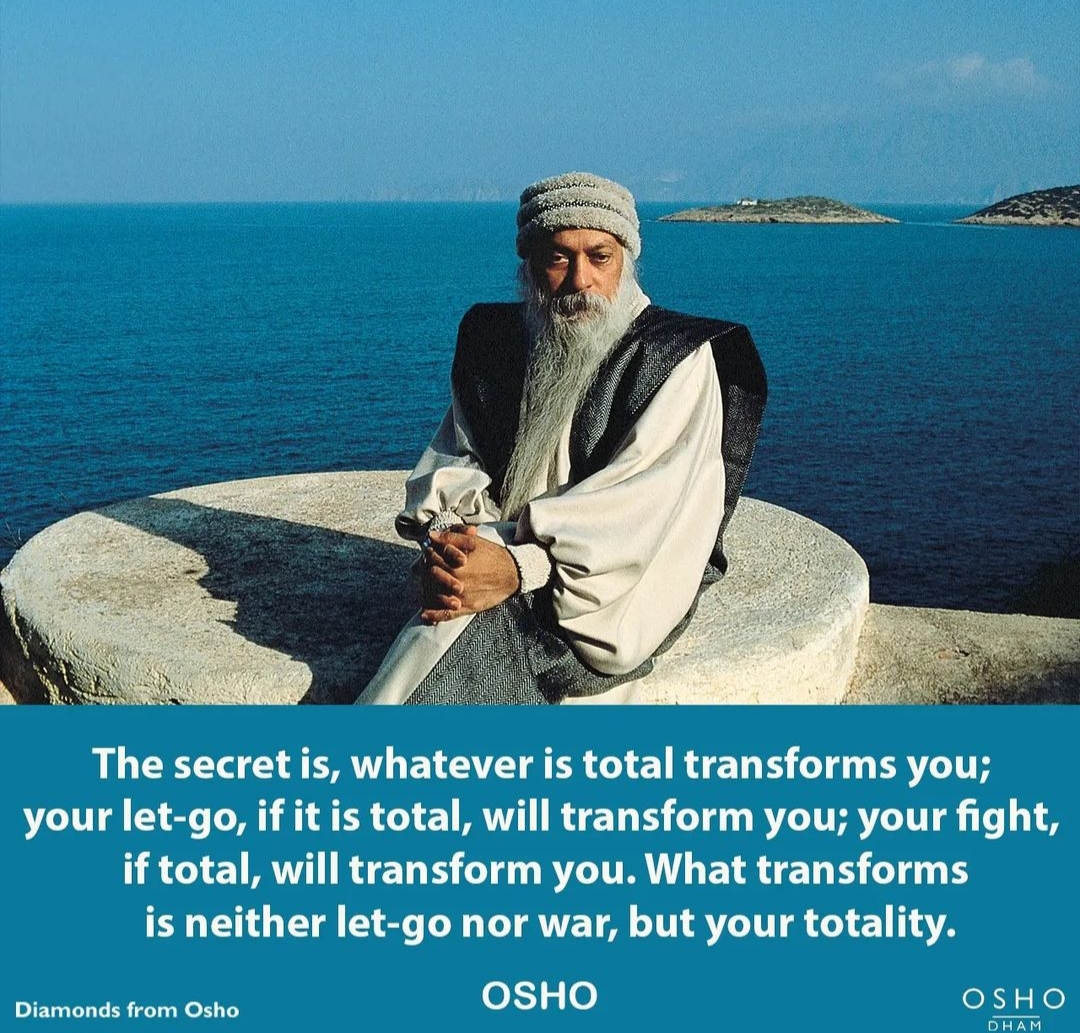 The secret is, whatever is total transforms you;
your let-go, if it is total, will transform you; your fight,
if total, will transform you. What transforms
is neither let-go nor war, but your totality.
OSHO
Diamonds from Osho
OSHO
DHAM